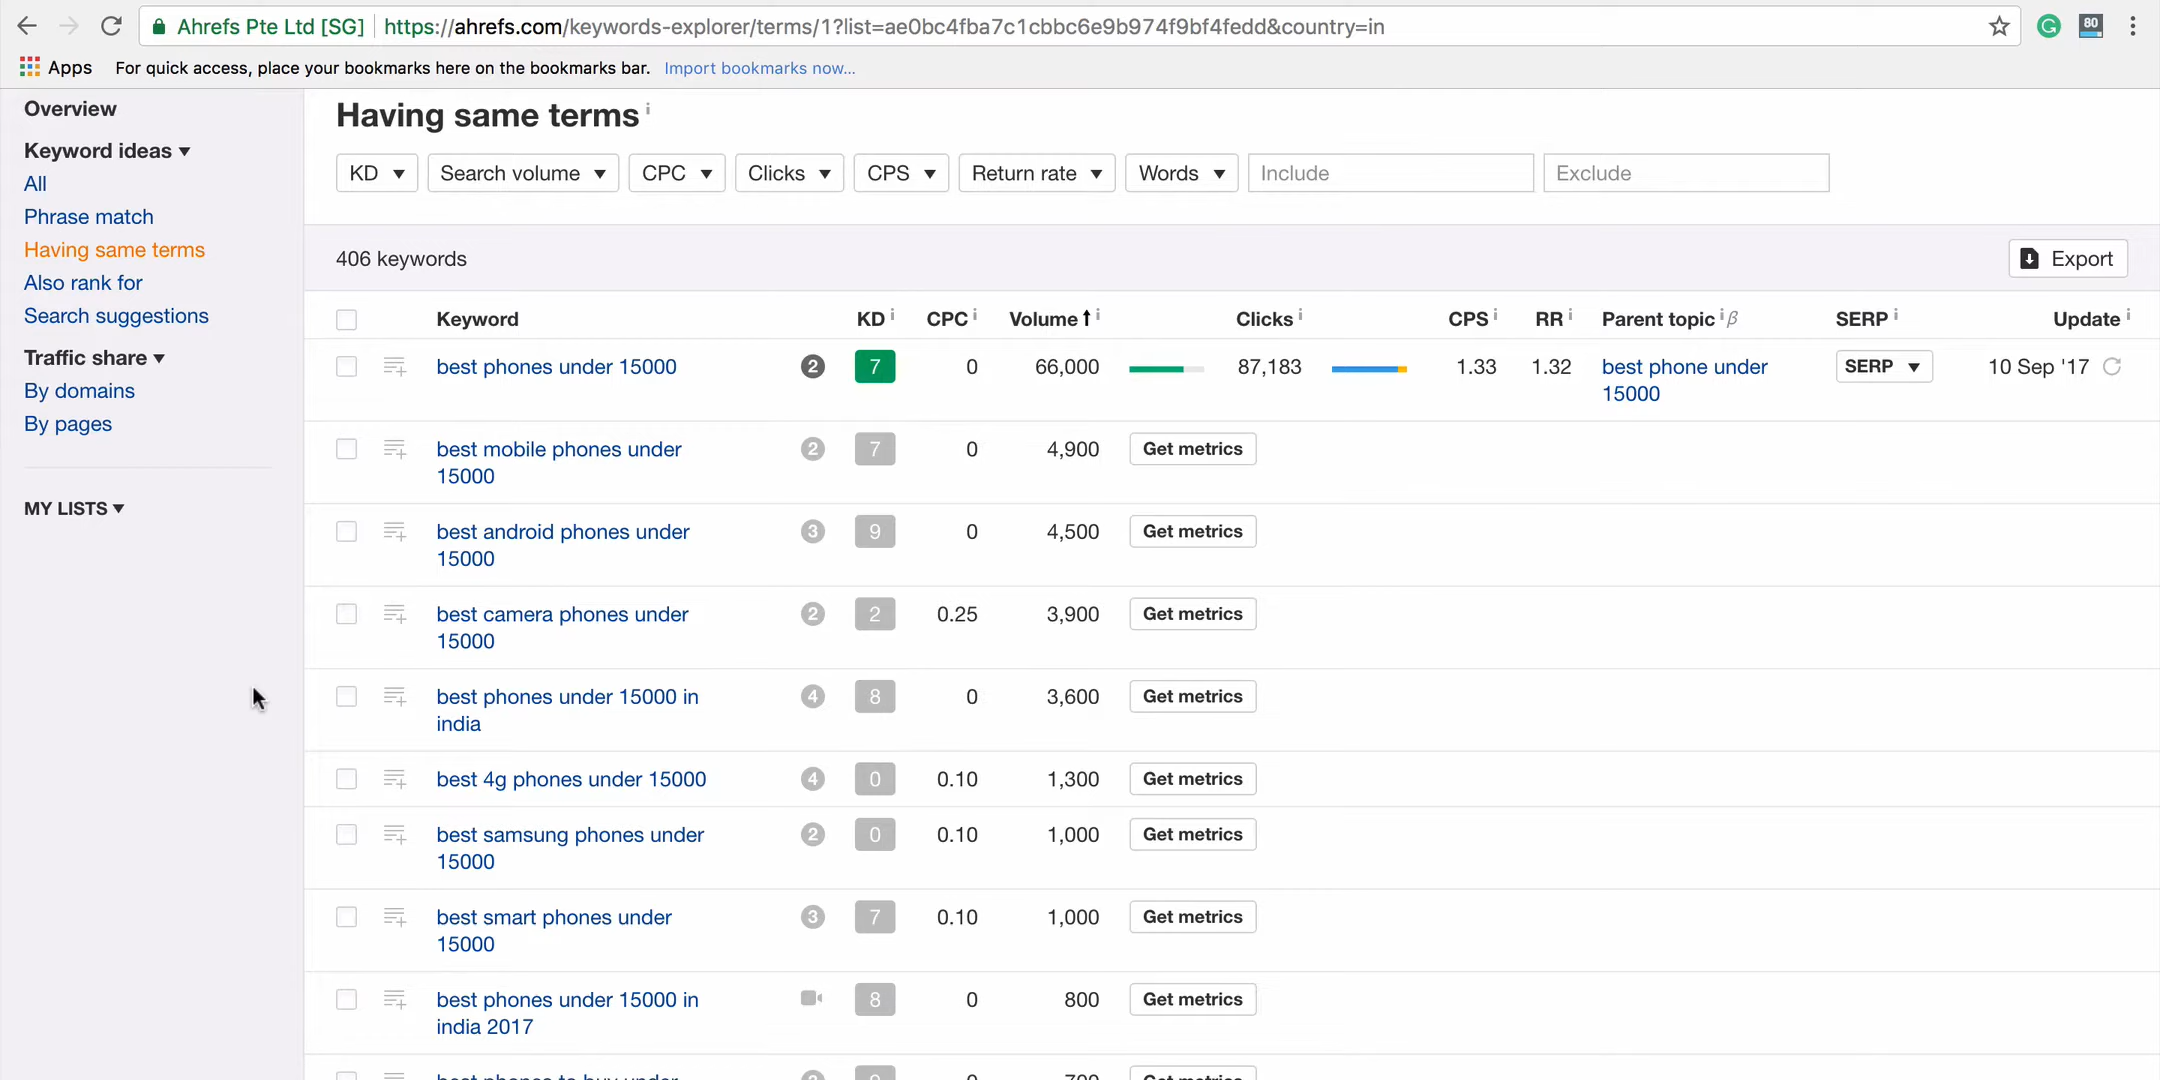 Ahrefs Pte Ltd [SG] https://ahrefs.com/keywords-explorer/terms/1?list=ae0bc4fba7c1cbbc6e9b974f9bf4fedd&country=in
80
Apps For quick access, place your bookmarks here on the bookmarks bar. Import bookmarks now...
Overview
Keyword ideas
All
Phrase match
Having same terms
Also rank for
Search suggestions
Traffic share
By domains
By pages
MY LISTS
Having same terms i
KD Search volume CPC Clicks CPS Return rate Words Include Exclude
406 keywords Export
Keyword KD i CPC i Volume i Clicks i CPS i RR i Parent topic i β SERP i Update i
best phones under 15000 2 7 0 66,000 87,183 1.33 1.32 best phone under SERP 10 Sep '17
15000
best mobile phones under 2 7 0 4,900 Get metrics
15000
best android phones under 3 9 0 4,500 Get metrics
15000
best camera phones under 2 2 0.25 3,900 Get metrics
15000
best phones under 15000 in 4 8 0 3,600 Get metrics
india
best 4g phones under 15000 4 0 0.10 1,300 Get metrics
best samsung phones under 2 0 0.10 1,000 Get metrics
15000
best smart phones under 3 7 0.10 1,000 Get metrics
15000
best phones under 15000 in 8 0 800 Get metrics
india 2017
best phones to buy under 0 700 Get metrics